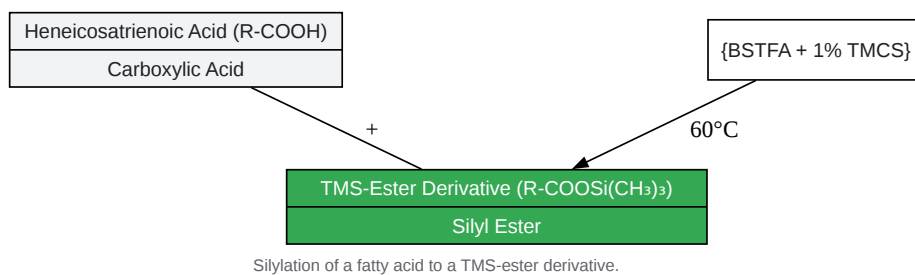 Heneicosatrienoic Acid (R-COOH)
Carboxylic Acid
{BSTFA + 1% TMCS}
+
60°C
TMS-Ester Derivative (R-COOSi(CH₃)₃)
Silyl Ester
Silylation of a fatty acid to a TMS-ester derivative.